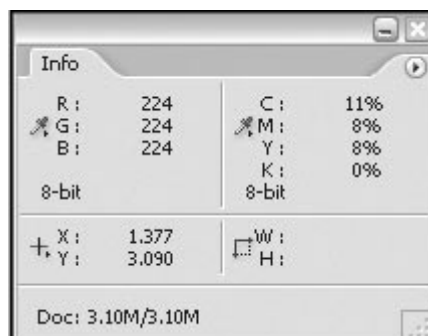 Info
R: 224
G: 224
B: 224
8-bit
C: 11%
M: 8%
Y: 8%
K: 0%
8-bit
X: 1.377
Y: 3.090
W:
H:
Doc: 3.10M/3.10M